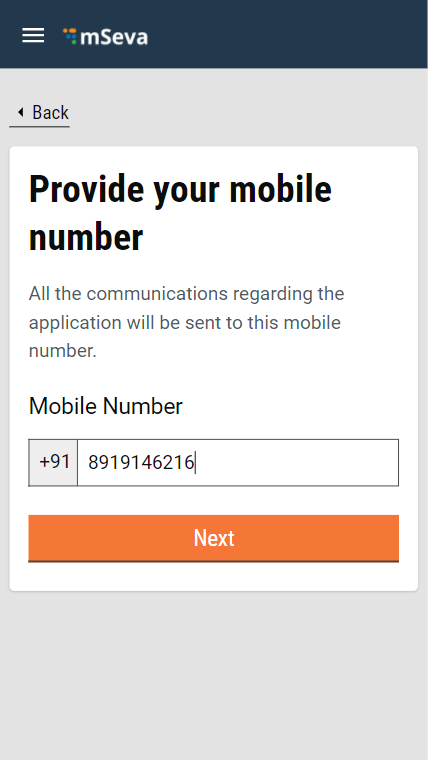 mSeva
Back
Provide your mobile
number
All the communications regarding the
application will be sent to this mobile
number.
Mobile Number
+91 8919146216
Next